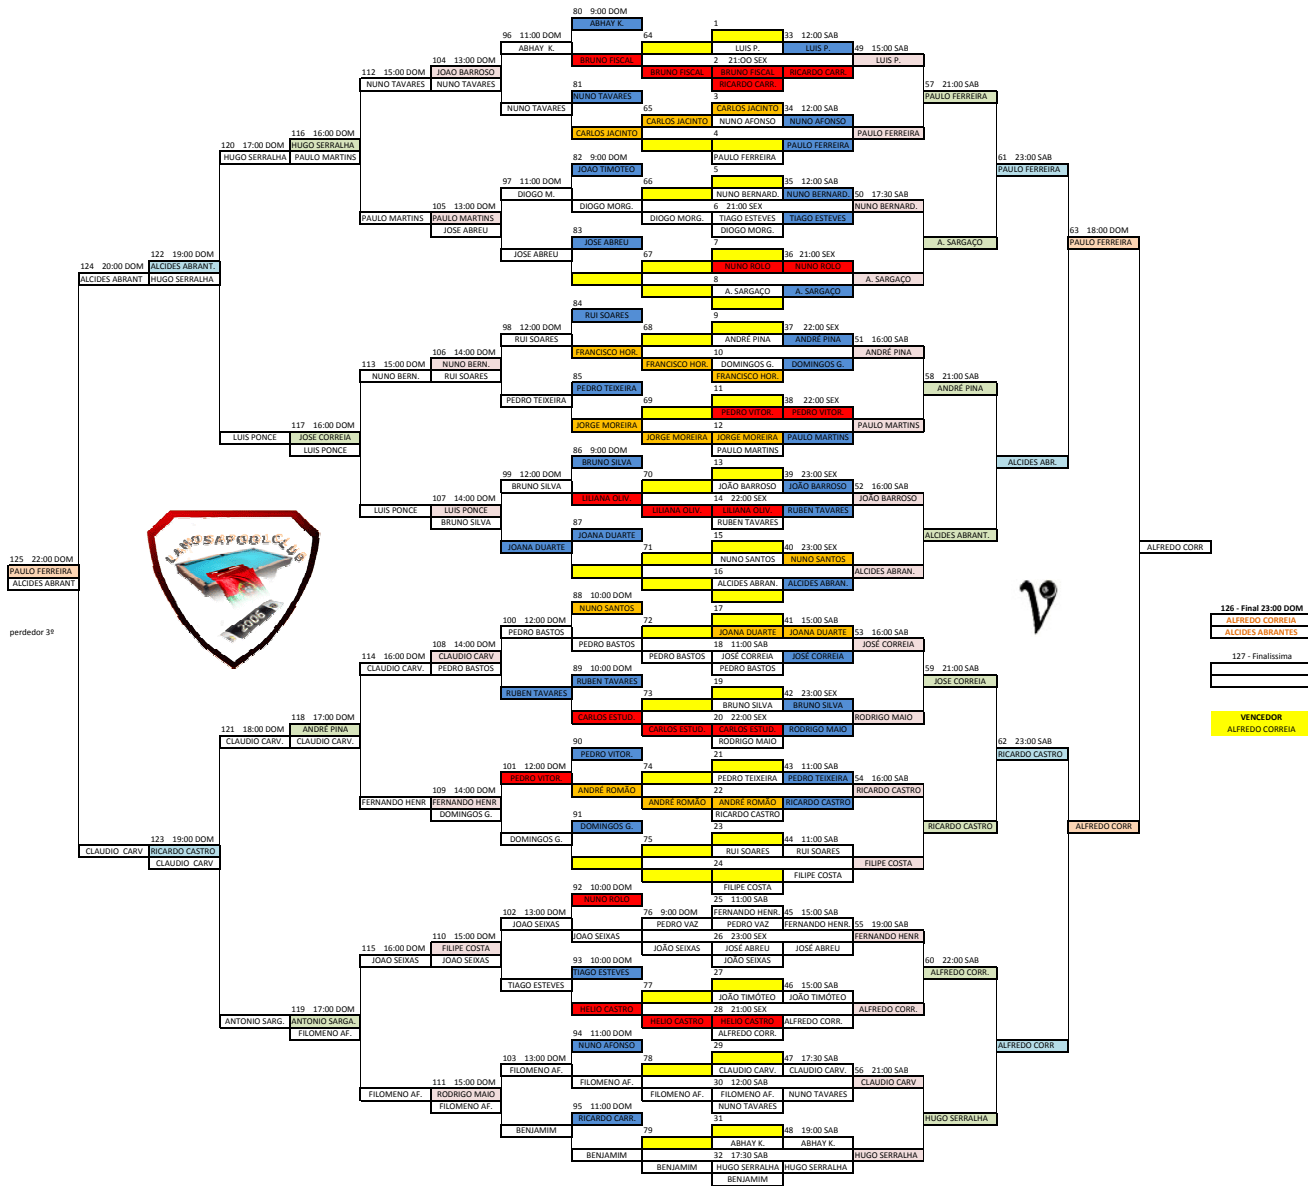 80 9:00 DOM
ABHAY K.
1
96 11:00 DOM
64
33 12:00 SAB
ABHAY K.
LUIS P.
LUIS P.
49 15:00 SAB
104 13:00 DOM
BRUNO FISCAL
2 21:OO SEX
LUIS P.
112 15:00 DOM
JOAO BARROSO
BRUNO FISCAL
BRUNO FISCAL
RICARDO CARR.
NUNO TAVARES
NUNO TAVARES
81
RICARDO CARR.
57 21:00 SAB
NUNO TAVARES
3
PAULO FERREIRA
NUNO TAVARES
65
CARLOS JACINTO
34 12:00 SAB
CARLOS JACINTO
NUNO AFONSO
NUNO AFONSO
116 16:00 DOM
CARLOS JACINTO
4
PAULO FERREIRA
120 17:00 DOM
HUGO SERRALHA
PAULO FERREIRA
HUGO SERRALHA
PAULO MARTINS
82 9:00 DOM
PAULO FERREIRA
61 23:00 SAB
JOAO TIMOTEO
5
PAULO FERREIRA
97 11:00 DOM
66
35 12:00 SAB
DIOGO M.
NUNO BERNARD.
NUNO BERNARD.
50 17:30 SAB
105 13:00 DOM
DIOGO MORG.
6 21:00 SEX
NUNO BERNARD.
PAULO MARTINS
PAULO MARTINS
DIOGO MORG.
TIAGO ESTEVES
TIAGO ESTEVES
JOSE ABREU
83
DIOGO MORG.
63 18:00 DOM
JOSE ABREU
7
A. SARGAÇO
PAULO FERREIRA
122 19:00 DOM
JOSE ABREU
67
36 21:00 SEX
124 20:00 DOM
ALCIDES ABRANT.
NUNO ROLO
NUNO ROLO
ALCIDES ABRANT
HUGO SERRALHA
8
A. SARGAÇO
A. SARGAÇO
A. SARGAÇO
84
RUI SOARES
9
98 12:00 DOM
68
37 22:00 SEX
RUI SOARES
ANDRÉ PINA
ANDRÉ PINA
51 16:00 SAB
106 14:00 DOM
FRANCISCO HOR.
10
ANDRÉ PINA
113 15:00 DOM
NUNO BERN.
FRANCISCO HOR.
DOMINGOS G.
DOMINGOS G.
NUNO BERN.
RUI SOARES
85
FRANCISCO HOR.
58 21:00 SAB
PEDRO TEIXEIRA
11
ANDRÉ PINA
PEDRO TEIXEIRA
69
38 22:00 SEX
PEDRO VITOR.
PEDRO VITOR.
117 16:00 DOM
JORGE MOREIRA
12
PAULO MARTINS
LUIS PONCE
JOSE CORREIA
JORGE MOREIRA
JORGE MOREIRA
PAULO MARTINS
LUIS PONCE
86 9:00 DOM
PAULO MARTINS
BRUNO SILVA
13
ALCIDES ABR.
99 12:00 DOM
70
39 23:00 SEX
BRUNO SILVA
JOÃO BARROSO
JOÃO BARROSO
52 16:00 SAB
107 14:00 DOM
LILIANA OLIV.
14 22:00 SEX
JOÃO BARROSO
LUIS PONCE
LUIS PONCE
LILIANA OLIV.
LILIANA OLIV.
RUBEN TAVARES
BRUNO SILVA
87
RUBEN TAVARES
JOANA DUARTE
15
ALCIDES ABRANT.
JOANA DUARTE
71
40 23:00 SEX
ALFREDO CORR
LAMOSAPOOLCLUB
2006
125 22:00 DOM
NUNO SANTOS
NUNO SANTOS
PAULO FERREIRA
16
ALCIDES ABRAN.
ALCIDES ABRANT
ALCIDES ABRAN.
ALCIDES ABRAN.
88 10:00 DOM
NUNO SANTOS
17
126 - Final 23:00 DOM
100 12:00 DOM
72
41 15:00 SAB
ALFREDO CORREIA
perdedor 3º
PEDRO BASTOS
JOANA DUARTE
JOANA DUARTE
53 16:00 SAB
ALCIDES ABRANTES
108 14:00 DOM
PEDRO BASTOS
18 11:00 SAB
JOSÉ CORREIA
114 16:00 DOM
CLAUDIO CARV
PEDRO BASTOS
JOSÉ CORREIA
JOSÉ CORREIA
127 - Finalissima
CLAUDIO CARV.
PEDRO BASTOS
89 10:00 DOM
PEDRO BASTOS
59 21:00 SAB
RUBEN TAVARES
19
JOSE CORREIA
RUBEN TAVARES
73
42 23:00 SEX
BRUNO SILVA
BRUNO SILVA
118 17:00 DOM
CARLOS ESTUD.
20 22:00 SEX
RODRIGO MAIO
VENCEDOR
121 18:00 DOM
ANDRÉ PINA
CARLOS ESTUD.
CARLOS ESTUD.
RODRIGO MAIO
ALFREDO CORREIA
CLAUDIO CARV.
CLAUDIO CARV.
90
RODRIGO MAIO
62 23:00 SAB
PEDRO VITOR.
21
RICARDO CASTRO
101 12:00 DOM
74
43 11:00 SAB
PEDRO VITOR.
PEDRO TEIXEIRA
PEDRO TEIXEIRA
54 16:00 SAB
109 14:00 DOM
ANDRÉ ROMÃO
22
RICARDO CASTRO
FERNANDO HENR
FERNANDO HENR
ANDRÉ ROMÃO
ANDRÉ ROMÃO
RICARDO CASTRO
DOMINGOS G.
91
RICARDO CASTRO
DOMINGOS G.
23
RICARDO CASTRO
ALFREDO CORR
123 19:00 DOM
DOMINGOS G.
75
44 11:00 SAB
CLAUDIO CARV
RICARDO CASTRO
RUI SOARES
RUI SOARES
CLAUDIO CARV
24
FILIPE COSTA
FILIPE COSTA
92 10:00 DOM
FILIPE COSTA
NUNO ROLO
25 11:00 SAB
102 13:00 DOM
76 9:00 DOM
FERNANDO HENR.
45 15:00 SAB
JOAO SEIXAS
PEDRO VAZ
PEDRO VAZ
FERNANDO HENR.
55 19:00 SAB
110 15:00 DOM
JOAO SEIXAS
26 23:00 SEX
FERNANDO HENR
115 16:00 DOM
FILIPE COSTA
JOÃO SEIXAS
JOSÉ ABREU
JOSÉ ABREU
JOAO SEIXAS
JOAO SEIXAS
93 10:00 DOM
JOÃO SEIXAS
60 22:00 SAB
TIAGO ESTEVES
27
ALFREDO CORR.
TIAGO ESTEVES
77
46 15:00 SAB
JOÃO TIMÓTEO
JOÃO TIMÓTEO
119 17:00 DOM
HELIO CASTRO
28 21:00 SEX
ALFREDO CORR.
ANTONIO SARG.
ANTONIO SARGA.
HELIO CASTRO
HELIO CASTRO
ALFREDO CORR.
FILOMENO AF.
94 11:00 DOM
ALFREDO CORR.
NUNO AFONSO
29
ALFREDO CORR
103 13:00 DOM
78
47 17:30 SAB
FILOMENO AF.
CLAUDIO CARV.
CLAUDIO CARV.
56 21:00 SAB
111 15:00 DOM
FILOMENO AF.
30 12:00 SAB
CLAUDIO CARV
FILOMENO AF.
RODRIGO MAIO
FILOMENO AF.
FILOMENO AF.
NUNO TAVARES
FILOMENO AF.
95 11:00 DOM
NUNO TAVARES
RICARDO CARR.
31
HUGO SERRALHA
BENJAMIM
79
48 19:00 SAB
ABHAY K.
ABHAY K.
BENJAMIM
32 17:30 SAB
HUGO SERRALHA
BENJAMIM
HUGO SERRALHA
HUGO SERRALHA
BENJAMIM